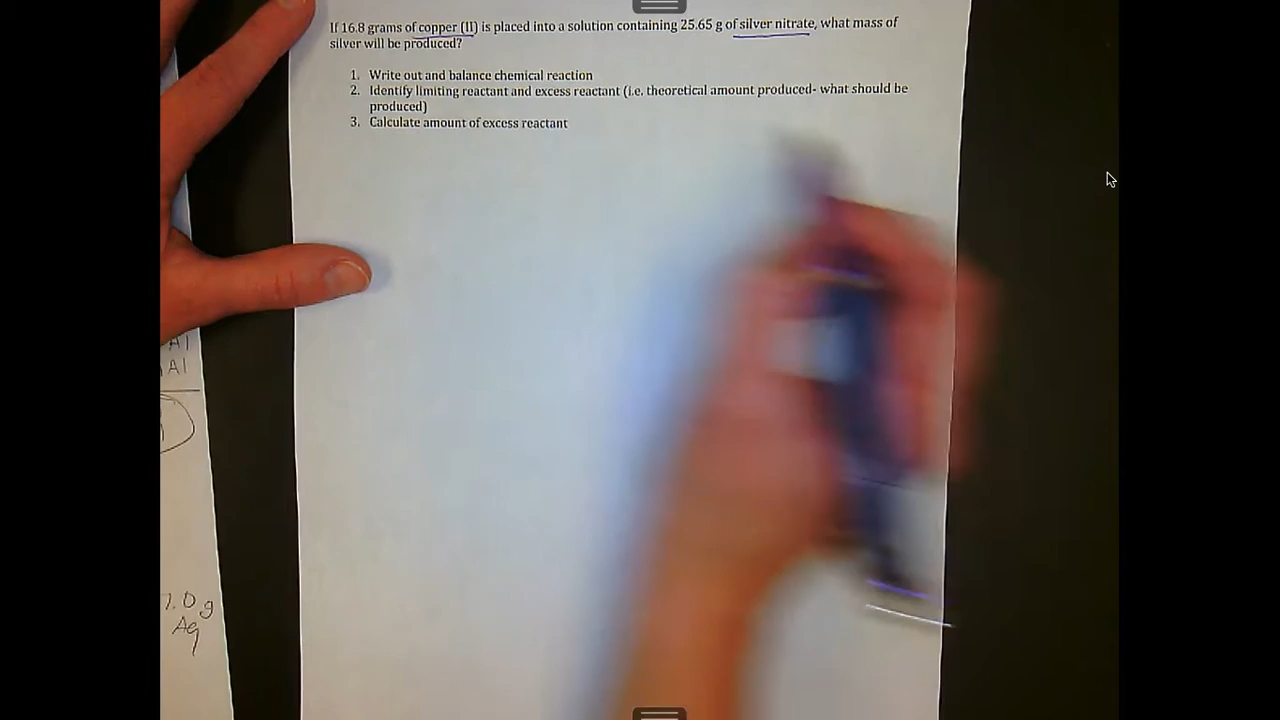 If 16.8 grams of copper (II) is placed into a solution containing 25.65 g of silver nitrate, what mass of
silver will be produced?
1. Write out and balance chemical reaction
2. Identify limiting reactant and excess reactant (i.e. theoretical amount produced- what should be
produced)
3. Calculate amount of excess reactant
Al
Al
7.0 g
Ag